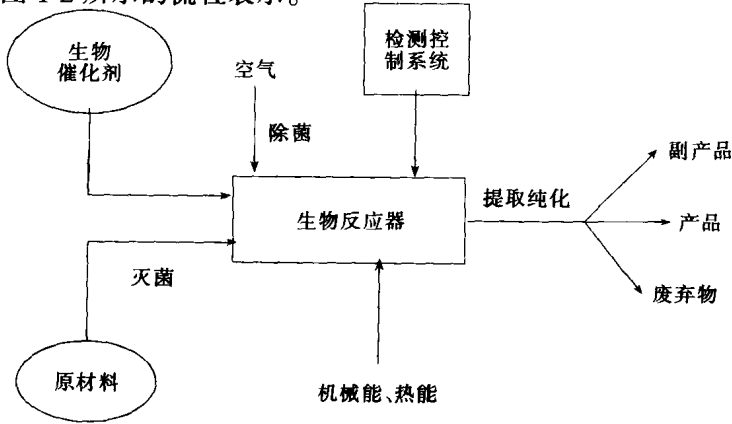 图 1-2 所示的流程表示。
生物
催化剂
空气
检测控
制系统
除菌
副产品
提取纯化
生物反应器
产品
灭菌
废弃物
原材料
机械能、热能